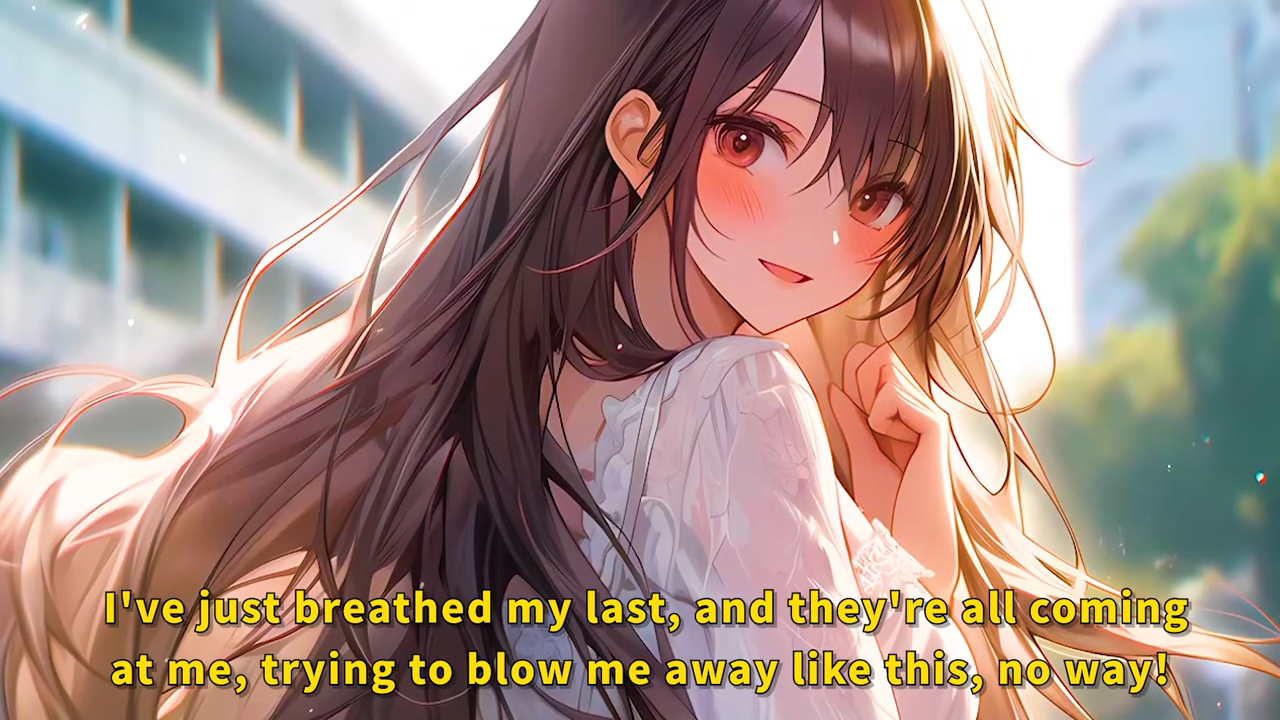 I've just breathed my last, and they're all coming
at me, trying to blow me away like this, no way!